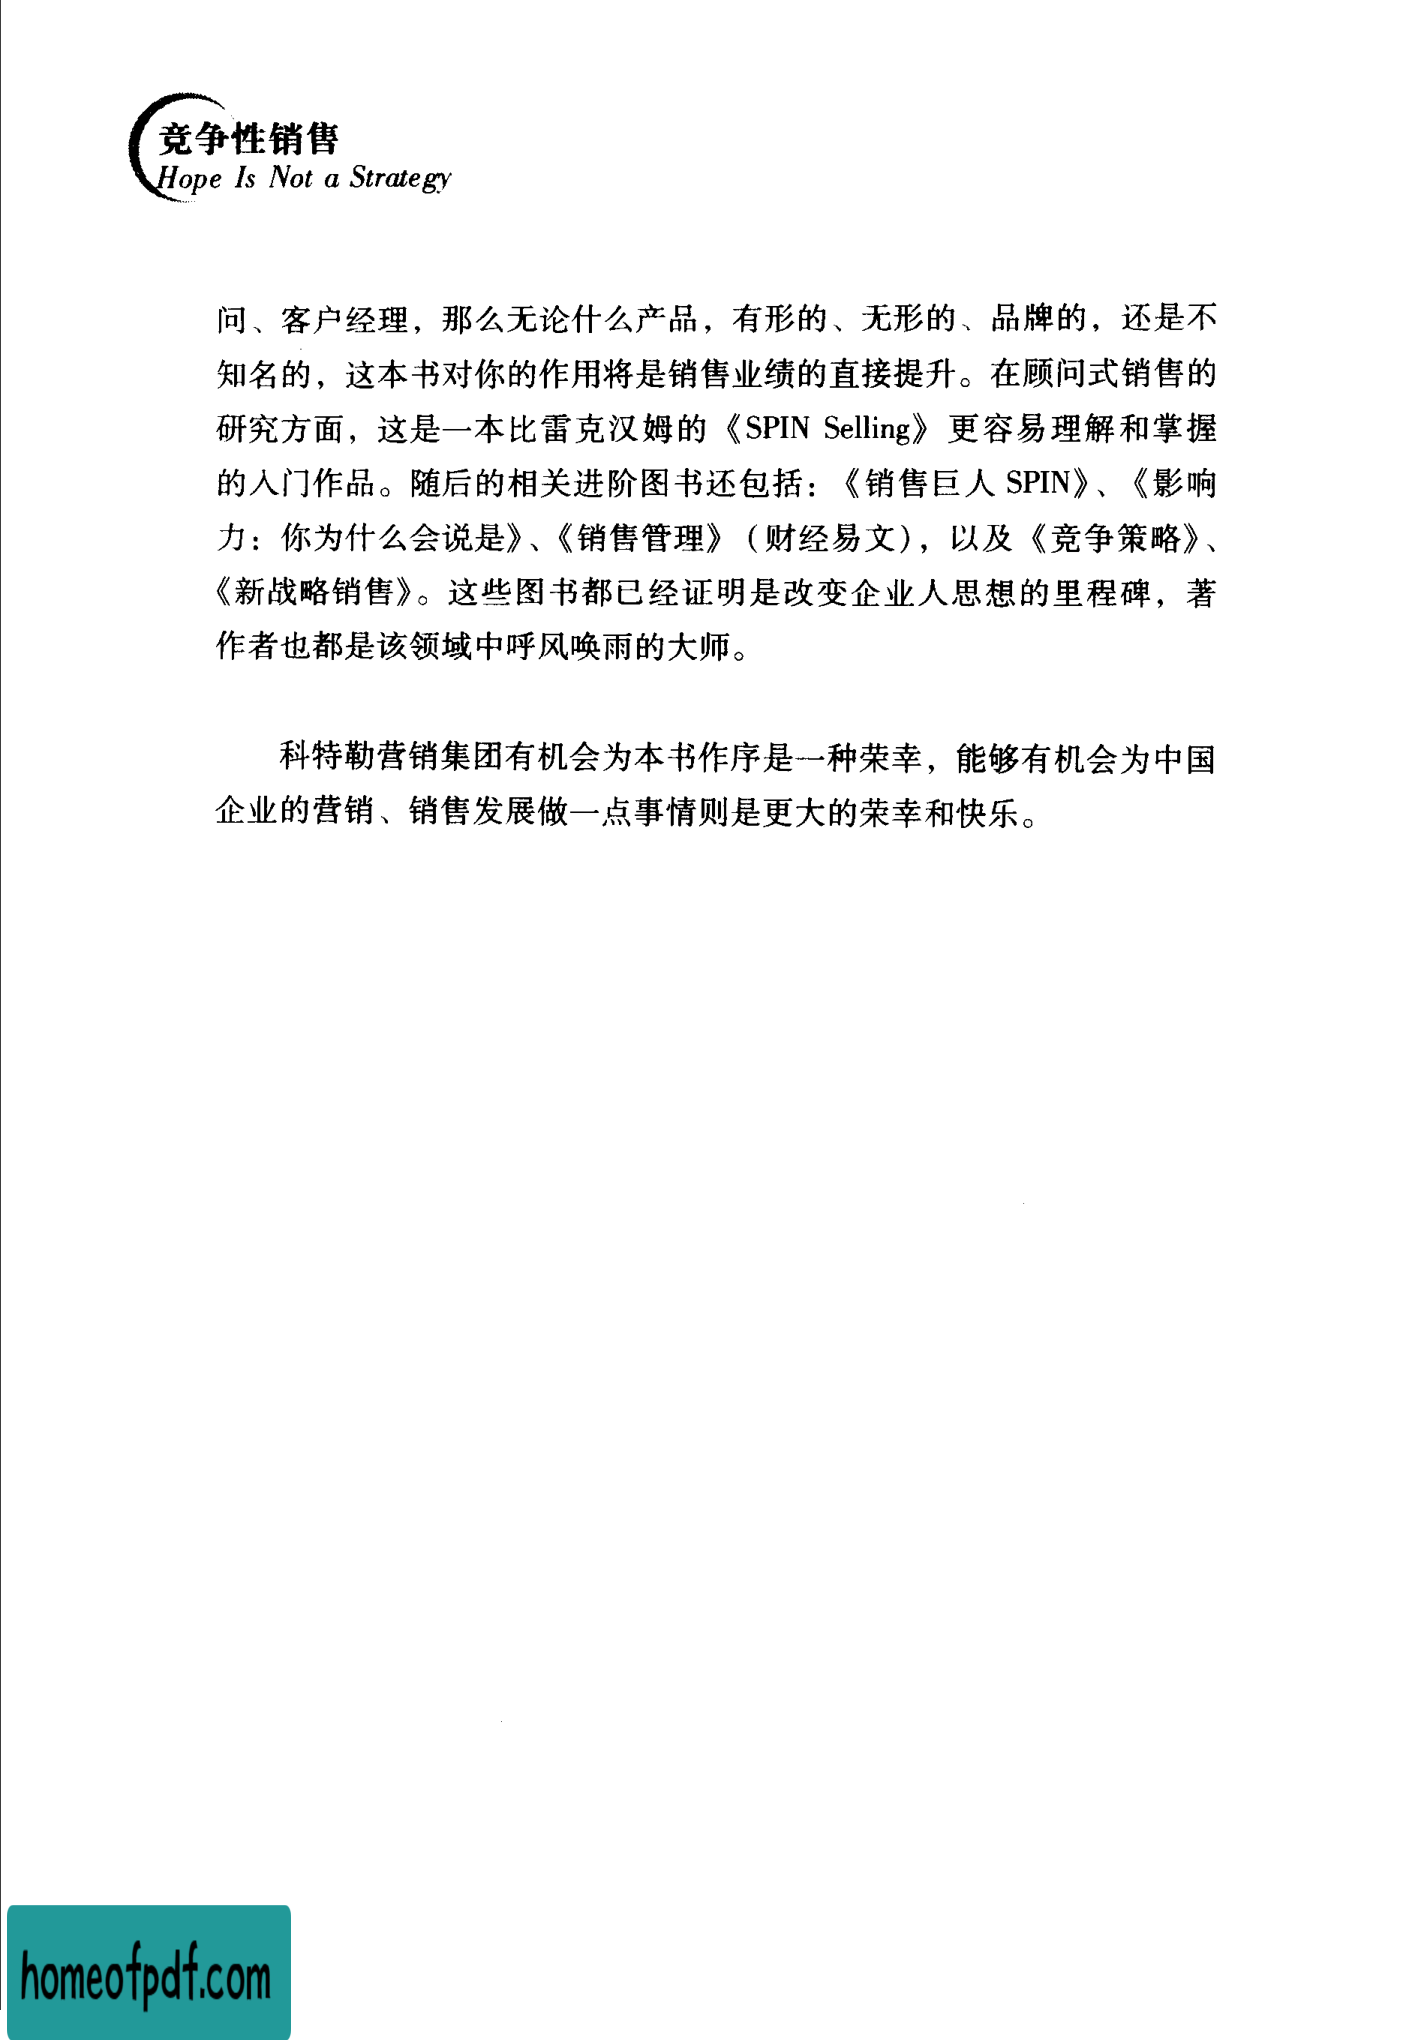 竞争性销售
Hope Is Not a Strategy
问、客户经理，那么无论什么产品，有形的、无形的、品牌的，还是不
知名的，这本书对你的作用将是销售业绩的直接提升。在顾问式销售的
研究方面，这是一本比雷克汉姆的《SPIN Selling》更容易理解和掌握
的入门作品。随后的相关进阶图书还包括：《销售巨人 SPIN》、《影响
力：你为什么会说是》、《销售管理》（财经易文），以及《竞争策略》、
《新战略销售》。这些图书都已经证明是改变企业人思想的里程碑，著
作者也都是该领域中呼风唤雨的大师。
科特勒营销集团有机会为本书作序是一种荣幸，能够有机会为中国
企业的营销、销售发展做一点事情则是更大的荣幸和快乐。
homeofpdf.com